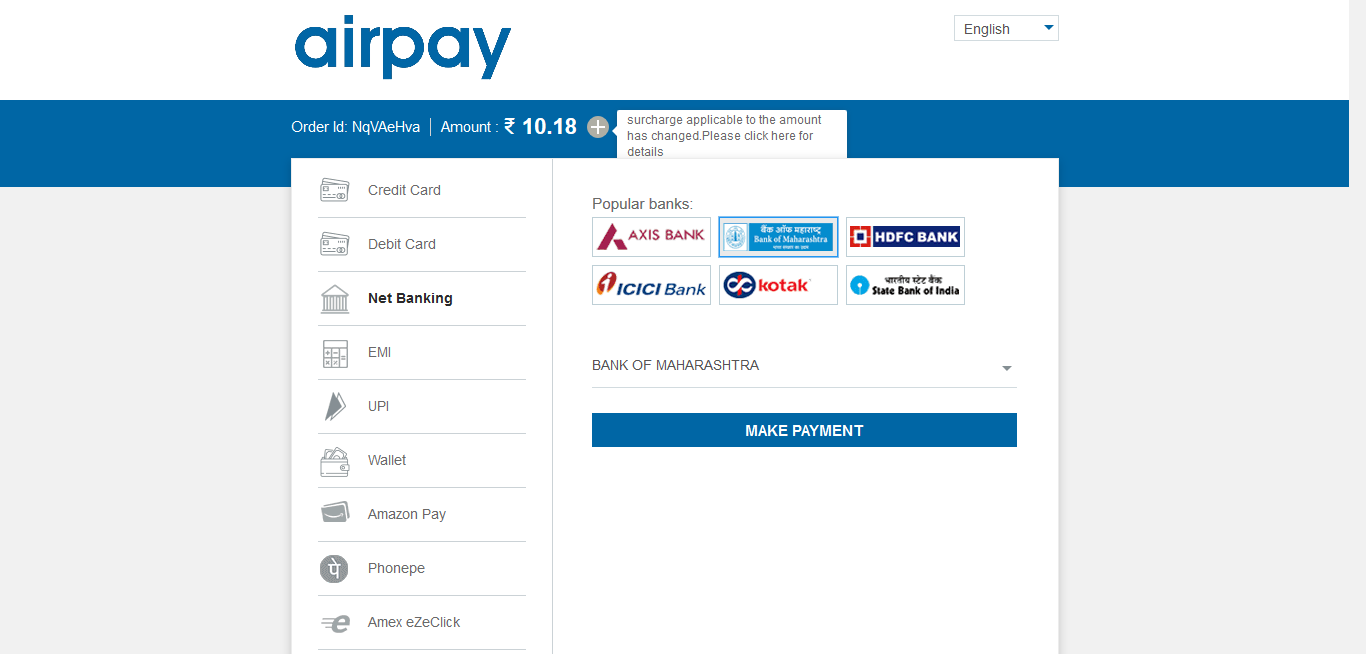 airpay
English
Order Id: NqVAeHva | Amount : ₹ 10.18
surcharge applicable to the amount
has changed.Please click here for
details
Credit Card
Debit Card
Net Banking
EMI
UPI
Wallet
Amazon Pay
Phonepe
Amex eZeClick
Popular banks:
AXIS BANK
बैंक ऑफ महाराष्ट्र
Bank of Maharashtra
HDFC BANK
ICICI Bank
kotak
भारतीय स्टेट बैंक
State Bank of India
BANK OF MAHARASHTRA
MAKE PAYMENT